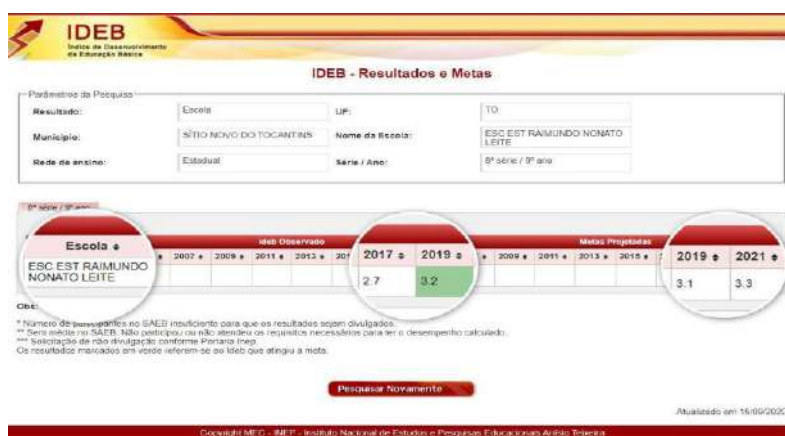 IDEB
Índice de Desenvolvimento
da Educação Básica
IDEB - Resultados e Metas
Parâmetros da Pesquisa
Resultado: Escola UF: TO
Município: SÍTIO NOVO DO TOCANTINS Nome da Escola: ESC EST RAIMUNDO NONATO LEITE
Rede de ensino: Estadual Série / Ano: 8ª série / 9º ano
8ª série / 9º ano
Ideb Observado Metas Projetadas
Escola 2007 2009 2011 2013 2017 2019 2009 2011 2013 2015 2019 2021
ESC EST RAIMUNDO
NONATO LEITE 2.7 3.2 3.1 3.3
Obs:
* Número de participantes no SAEB insuficiente para que os resultados sejam divulgados.
** Sem média no SAEB. Não participou ou não atendeu os requisitos necessários para ter o desempenho calculado.
*** Solicitação de não divulgação conforme Portaria Inep.
Os resultados marcados em verde referem-se ao Ideb que atingiu a meta.
Pesquisar Novamente
Atualizado em 15/09/2020
Copyright MEC - INEP - Instituto Nacional de Estudos e Pesquisas Educacionais Anísio Teixeira